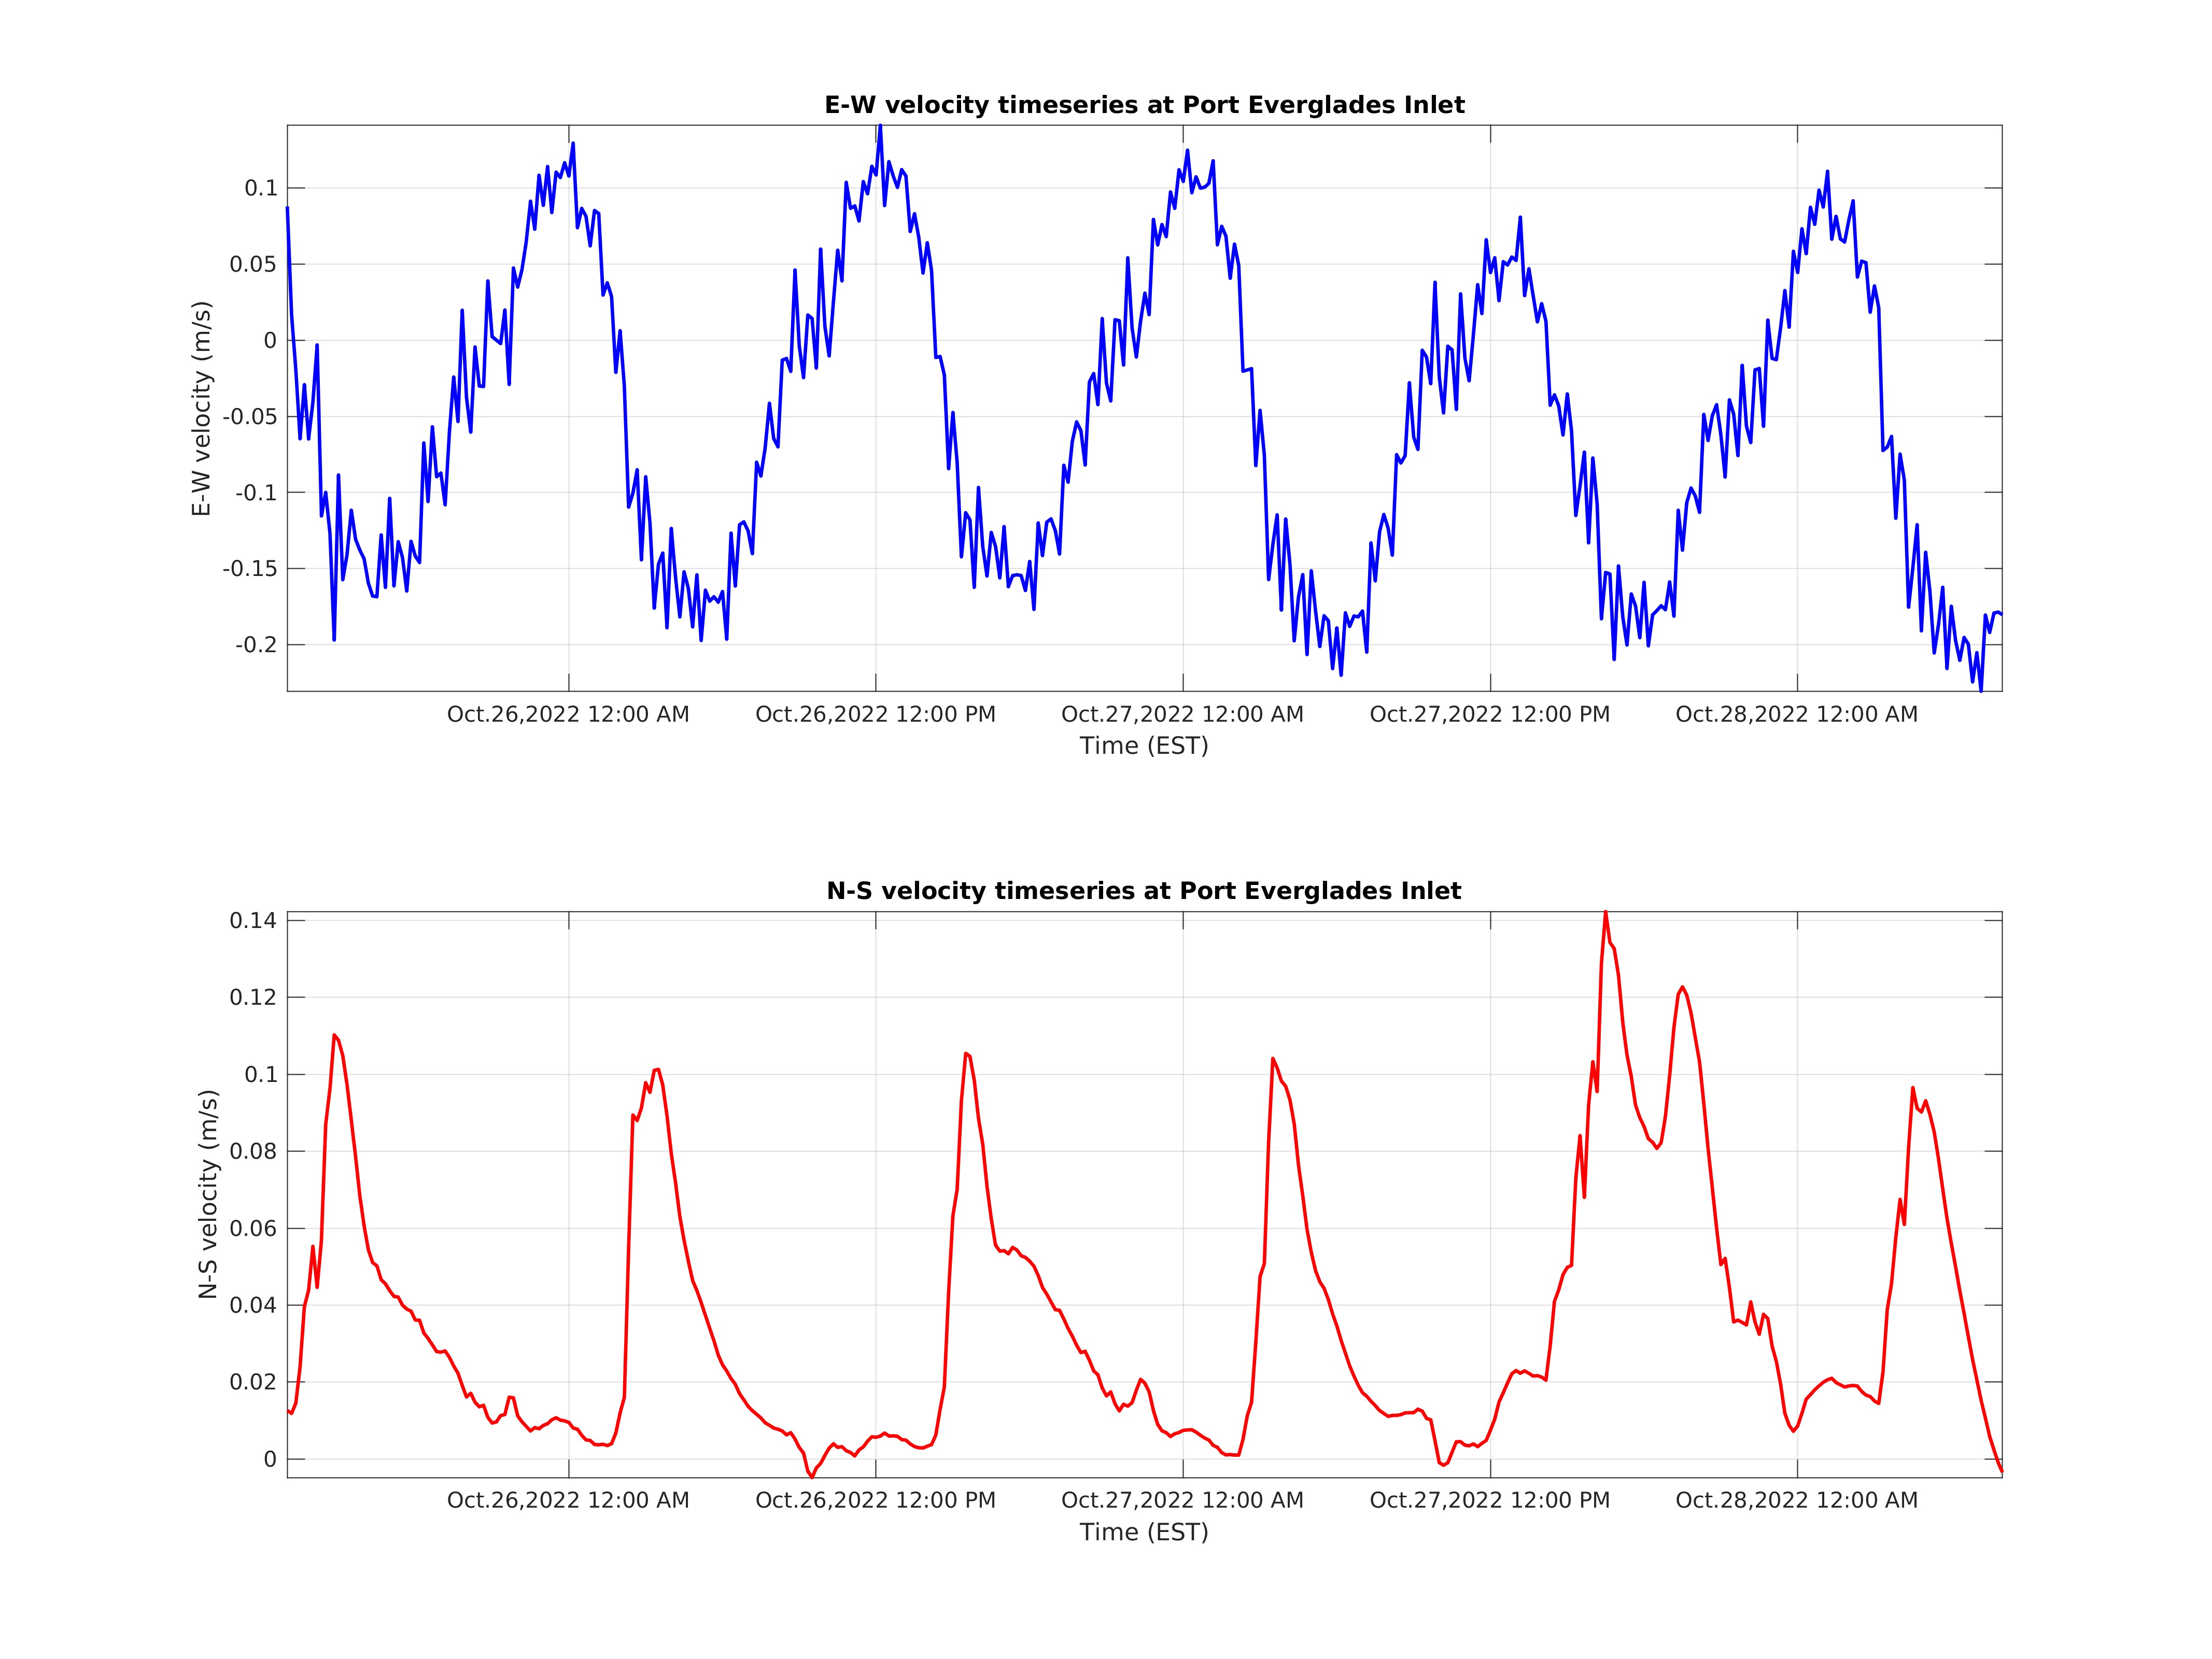 E-W velocity timeseries at Port Everglades Inlet
E-W velocity (m/s)
0.1
0.05
0
-0.05
-0.1
-0.15
-0.2
Oct.26,2022 12:00 AM
Oct.26,2022 12:00 PM
Oct.27,2022 12:00 AM
Oct.27,2022 12:00 PM
Oct.28,2022 12:00 AM
Time (EST)
N-S velocity timeseries at Port Everglades Inlet
N-S velocity (m/s)
0.14
0.12
0.1
0.08
0.06
0.04
0.02
0
Oct.26,2022 12:00 AM
Oct.26,2022 12:00 PM
Oct.27,2022 12:00 AM
Oct.27,2022 12:00 PM
Oct.28,2022 12:00 AM
Time (EST)